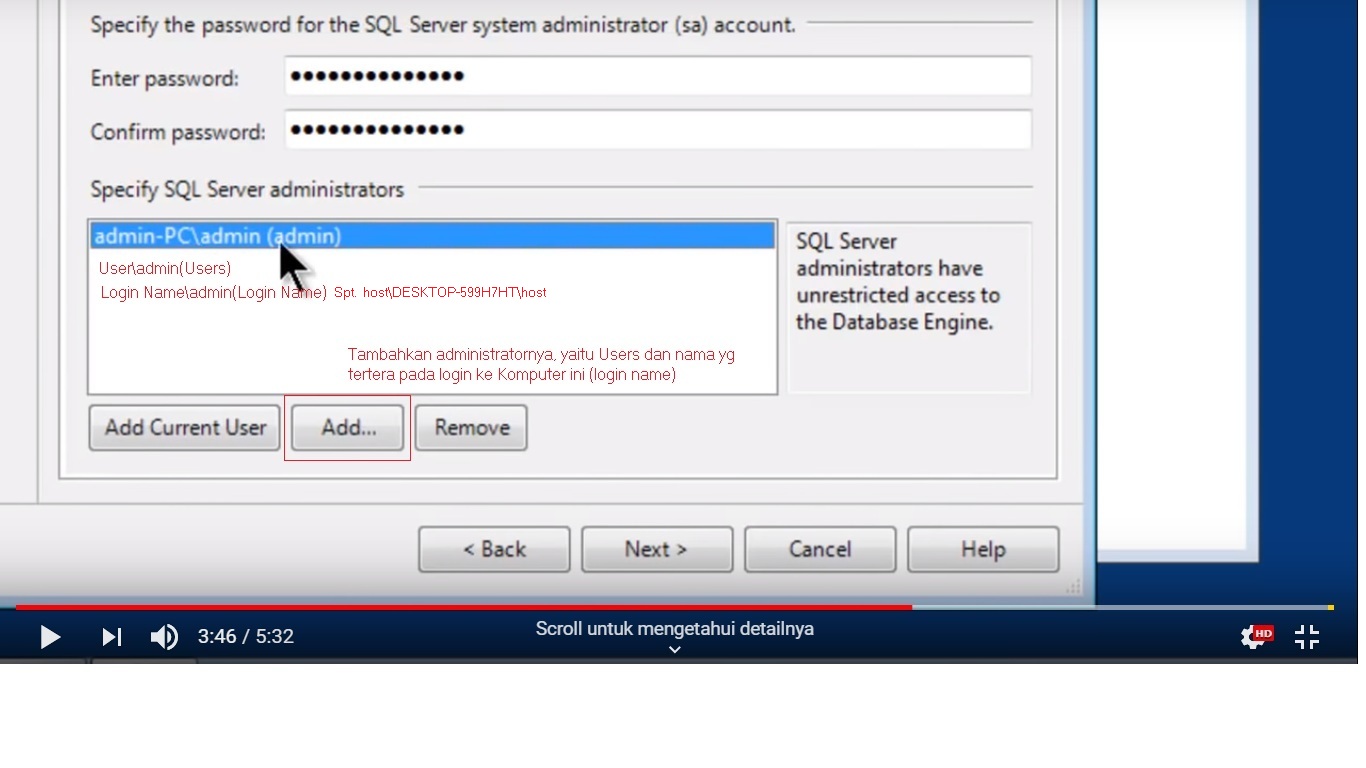 Specify the password for the SQL Server system administrator (sa) account.
Enter password: ••••••••••••••
Confirm password: ••••••••••••••
Specify SQL Server administrators
admin-PC\admin (admin)
User\admin(Users)
Login Name\admin(Login Name) Spt. host\DESKTOP-599H7HT\host
Tambahkan administratornya, yaitu Users dan nama yg
tertera pada login ke Komputer ini (login name)
SQL Server
administrators have
unrestricted access to
the Database Engine.
Add Current User Add... Remove
< Back Next > Cancel Help
3:46 / 5:32 Scroll untuk mengetahui detailnya HD